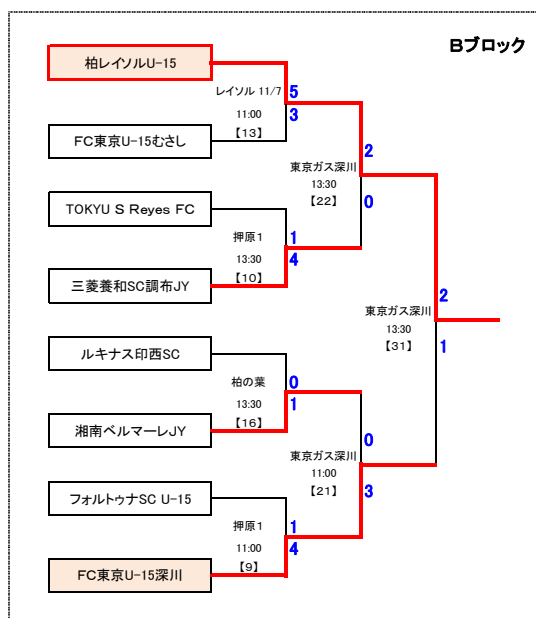 Bブロック
柏レイソルU-15
レイソル 11/7
5
11:00
3
【13】
FC東京U-15むさし
2
東京ガス深川
13:30
0
【22】
TOKYU S Reyes FC
押原1
1
13:30
4
【10】
三菱養和SC調布JY
2
東京ガス深川
13:30
1
【31】
ルキナス印西SC
柏の葉
0
13:30
1
【16】
湘南ベルマーレJY
0
東京ガス深川
11:00
3
【21】
フォルトゥナSC U-15
押原1
1
11:00
4
【9】
FC東京U-15深川